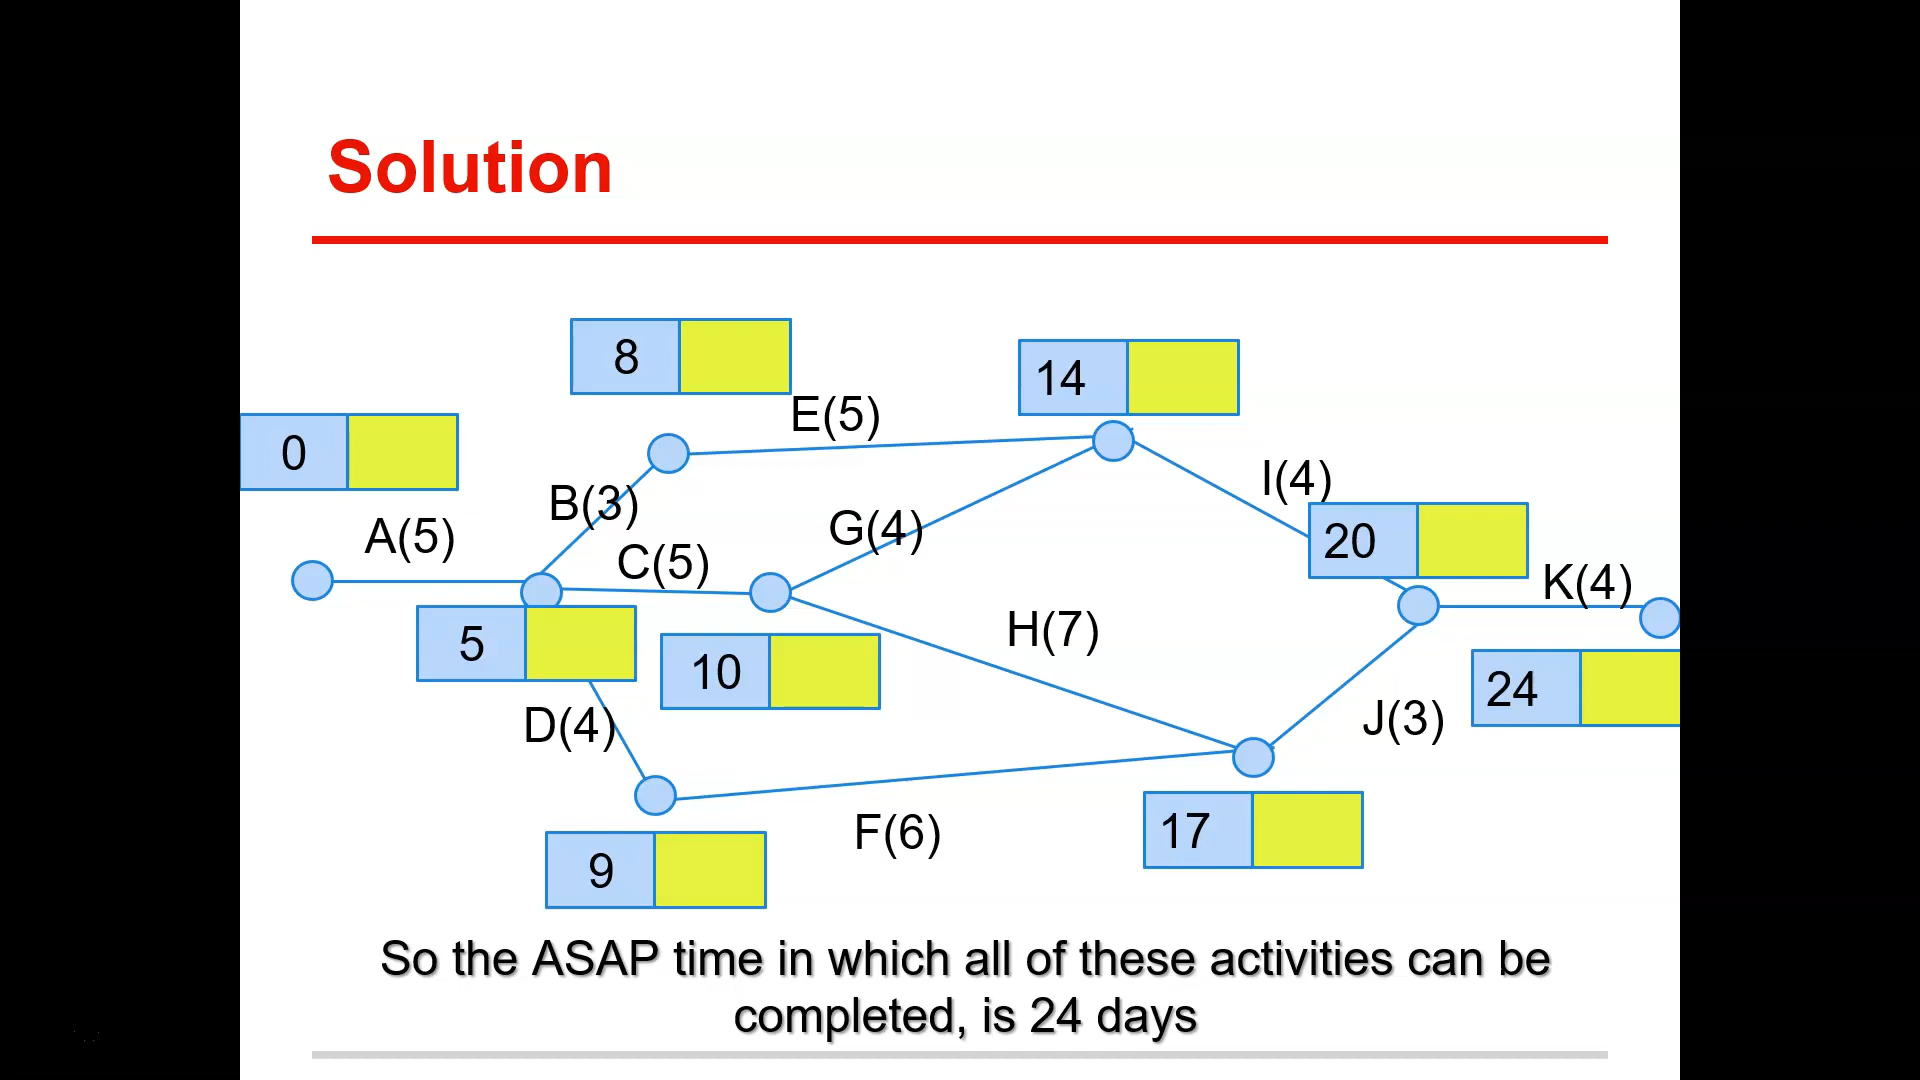 Solution
8
14
E(5)
0
I(4)
B(3)
G(4)
20
A(5)
C(5)
K(4)
H(7)
5
10
24
D(4)
J(3)
F(6)
17
9
So the ASAP time in which all of these activities can be
completed, is 24 days